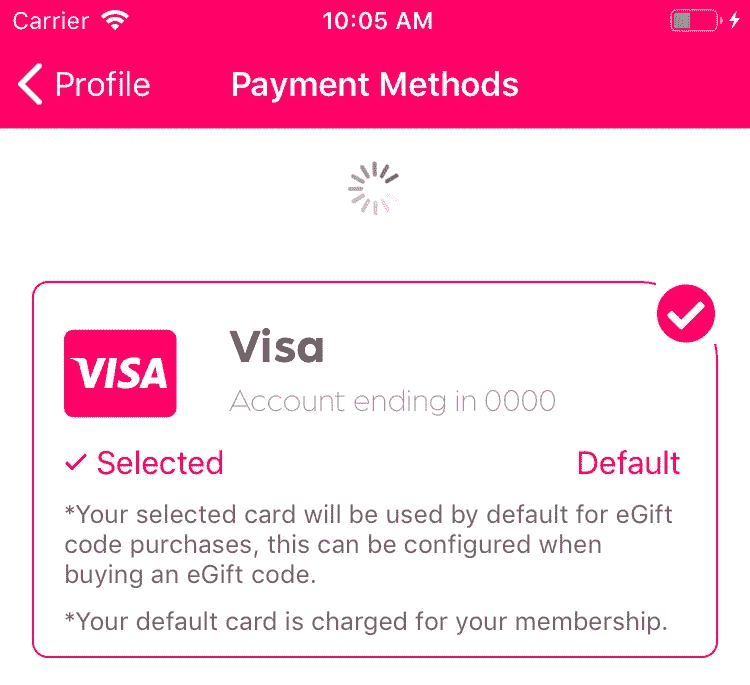 Carrier 10:05 AM
Profile Payment Methods
Visa
VISA
Account ending in 0000
Selected Default
*Your selected card will be used by default for eGift
code purchases, this can be configured when
buying an eGift code.
*Your default card is charged for your membership.